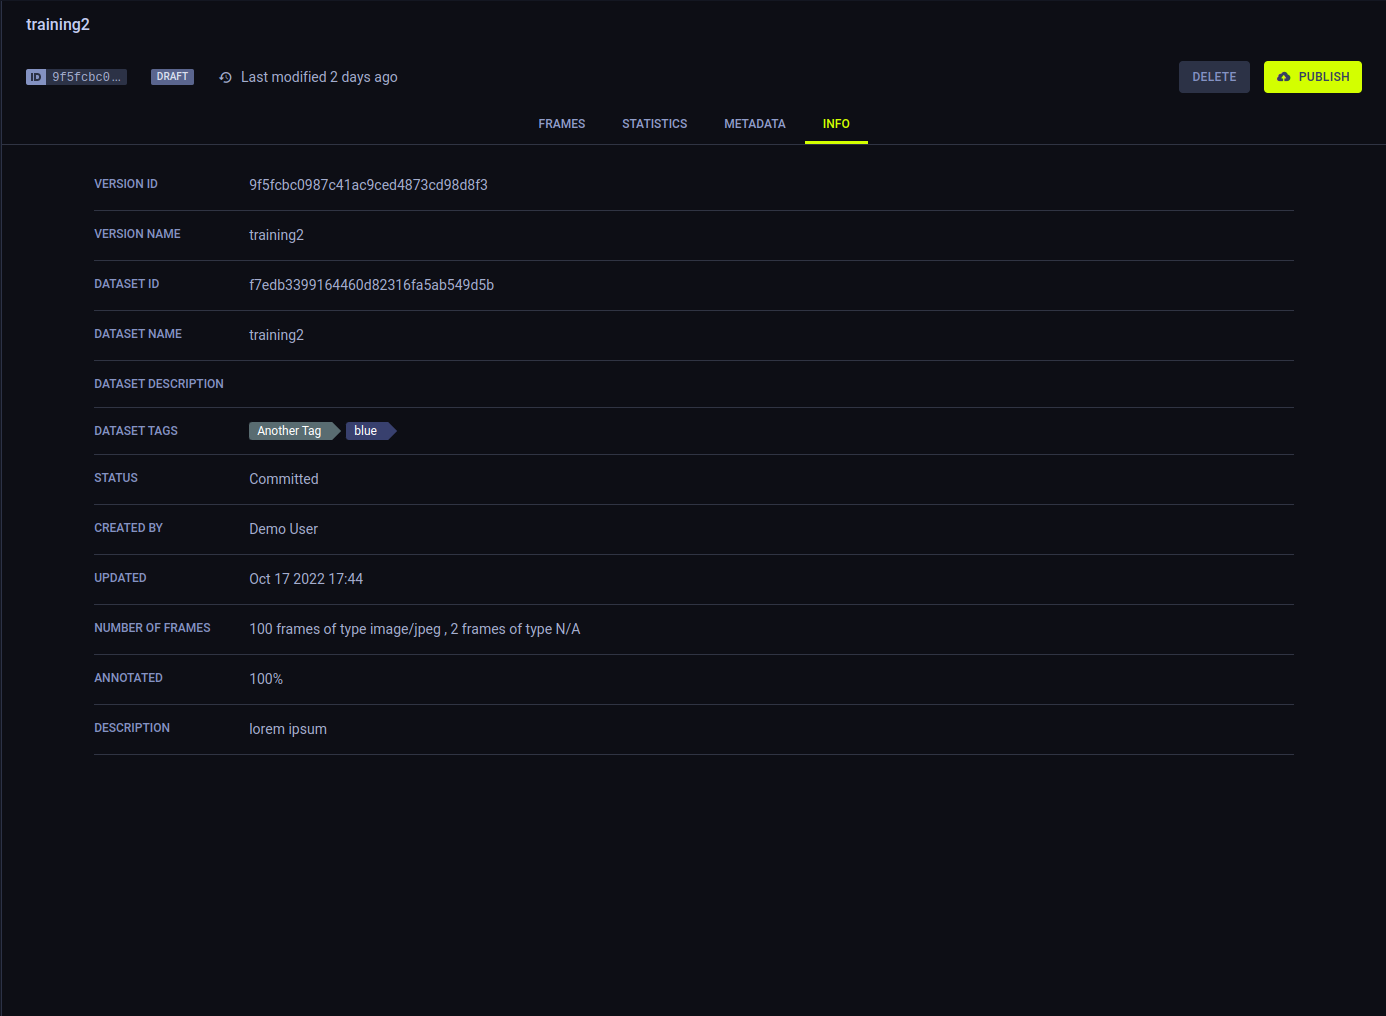 training2
ID 9f5fcbc0... DRAFT Last modified 2 days ago DELETE PUBLISH
FRAMES STATISTICS METADATA INFO
VERSION ID 9f5fcbc0987c41ac9ced4873cd98d8f3
VERSION NAME training2
DATASET ID f7edb3399164460d82316fa5ab549d5b
DATASET NAME training2
DATASET DESCRIPTION
DATASET TAGS Another Tag blue
STATUS Committed
CREATED BY Demo User
UPDATED Oct 17 2022 17:44
NUMBER OF FRAMES 100 frames of type image/jpeg , 2 frames of type N/A
ANNOTATED 100%
DESCRIPTION lorem ipsum